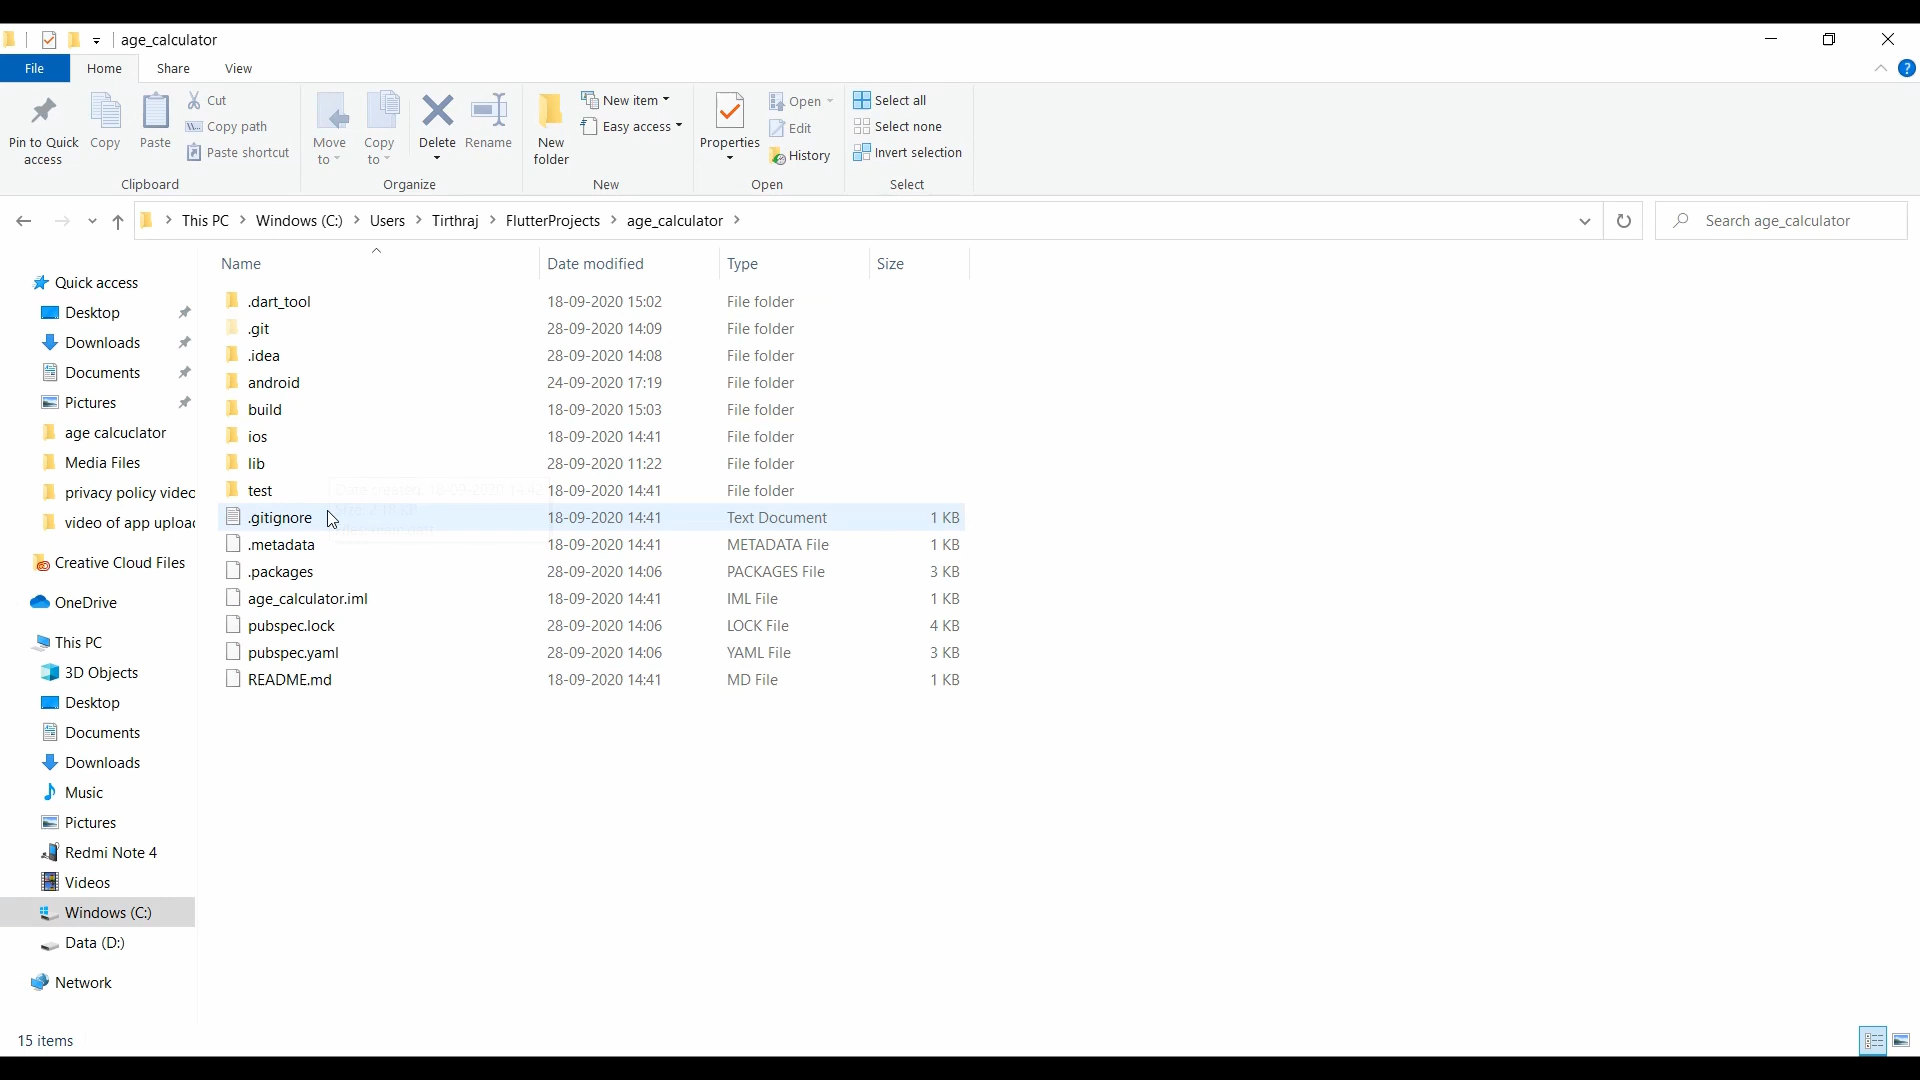 age_calculator
File Home Share View
Pin to Quick access
Copy
Paste
Cut
Copy path
Paste shortcut
Clipboard
Move to
Copy to
Delete
Rename
Organize
New folder
New item
Easy access
New
Properties
Open
Edit
History
Open
Select all
Select none
Invert selection
Select
This PC > Windows (C:) > Users > Tirthraj > FlutterProjects > age_calculator >
Search age_calculator
Quick access
Desktop
Downloads
Documents
Pictures
age calcuclator
Media Files
privacy policy videc
video of app uploac
Creative Cloud Files
OneDrive
This PC
3D Objects
Desktop
Documents
Downloads
Music
Pictures
Redmi Note 4
Videos
Windows (C:)
Data (D:)
Network
Name Date modified Type Size
.dart_tool 18-09-2020 15:02 File folder
.git 28-09-2020 14:09 File folder
.idea 28-09-2020 14:08 File folder
android 24-09-2020 17:19 File folder
build 18-09-2020 15:03 File folder
ios 18-09-2020 14:41 File folder
lib 28-09-2020 11:22 File folder
test 18-09-2020 14:41 File folder
.gitignore 18-09-2020 14:41 Text Document 1 KB
.metadata 18-09-2020 14:41 METADATA File 1 KB
.packages 28-09-2020 14:06 PACKAGES File 3 KB
age_calculator.iml 18-09-2020 14:41 IML File 1 KB
pubspec.lock 28-09-2020 14:06 LOCK File 4 KB
pubspec.yaml 28-09-2020 14:06 YAML File 3 KB
README.md 18-09-2020 14:41 MD File 1 KB
15 items